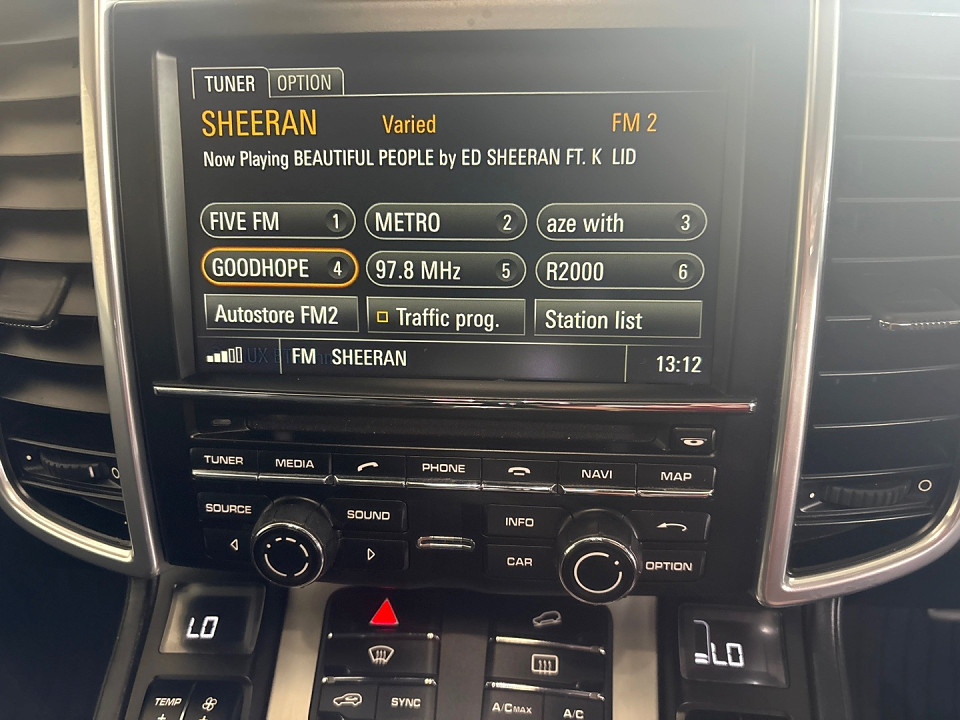 TUNER OPTION
SHEERAN Varied FM 2
Now Playing BEAUTIFUL PEOPLE by ED SHEERAN FT. K LID
FIVE FM 1 METRO 2 aze with 3
GOODHOPE 4 97.8 MHz 5 R2000 6
Autostore FM2 Traffic prog. Station list
FM SHEERAN 13:12
TUNER MEDIA PHONE NAVI MAP
SOURCE SOUND INFO
CAR OPTION
LO LO
TEMP SYNC A/C MAX A/C